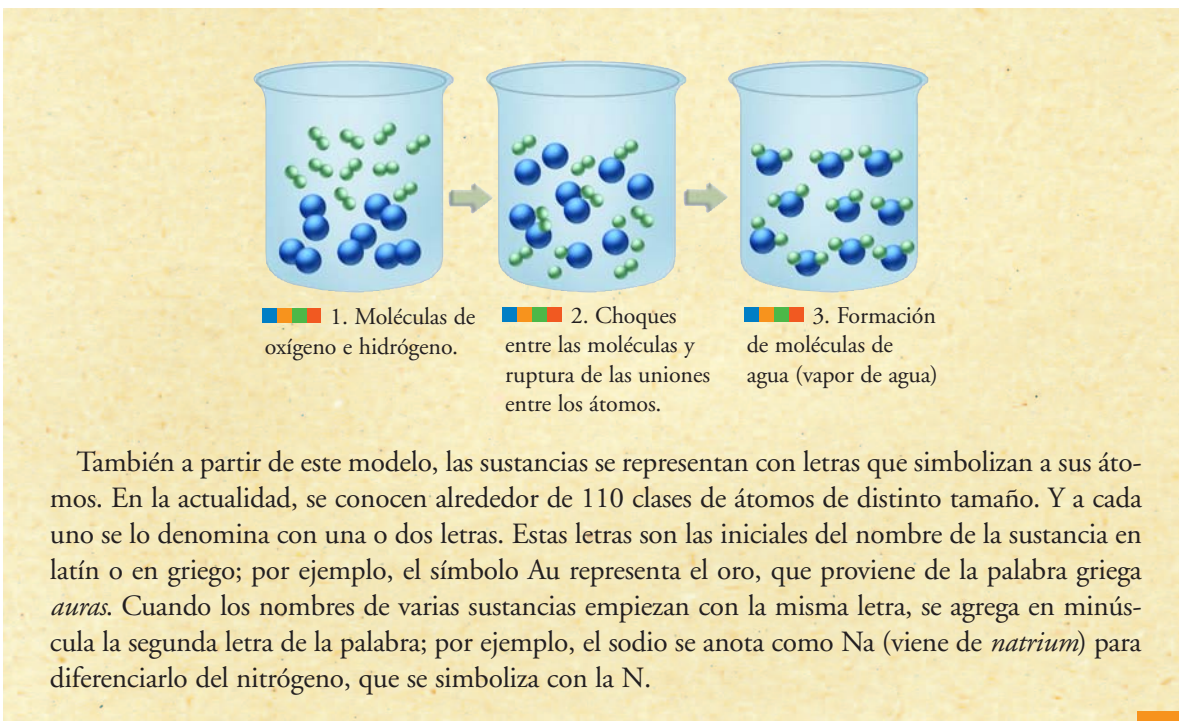 1. Moléculas de
oxígeno e hidrógeno.
2. Choques
entre las moléculas y
ruptura de las uniones
entre los átomos.
3. Formación
de moléculas de
agua (vapor de agua)
También a partir de este modelo, las sustancias se representan con letras que simbolizan a sus áto-
mos. En la actualidad, se conocen alrededor de 110 clases de átomos de distinto tamaño. Y a cada
uno se lo denomina con una o dos letras. Estas letras son las iniciales del nombre de la sustancia en
latín o en griego; por ejemplo, el símbolo Au representa el oro, que proviene de la palabra griega
auras. Cuando los nombres de varias sustancias empiezan con la misma letra, se agrega en minús-
cula la segunda letra de la palabra; por ejemplo, el sodio se anota como Na (viene de natrium) para
diferenciarlo del nitrógeno, que se simboliza con la N.